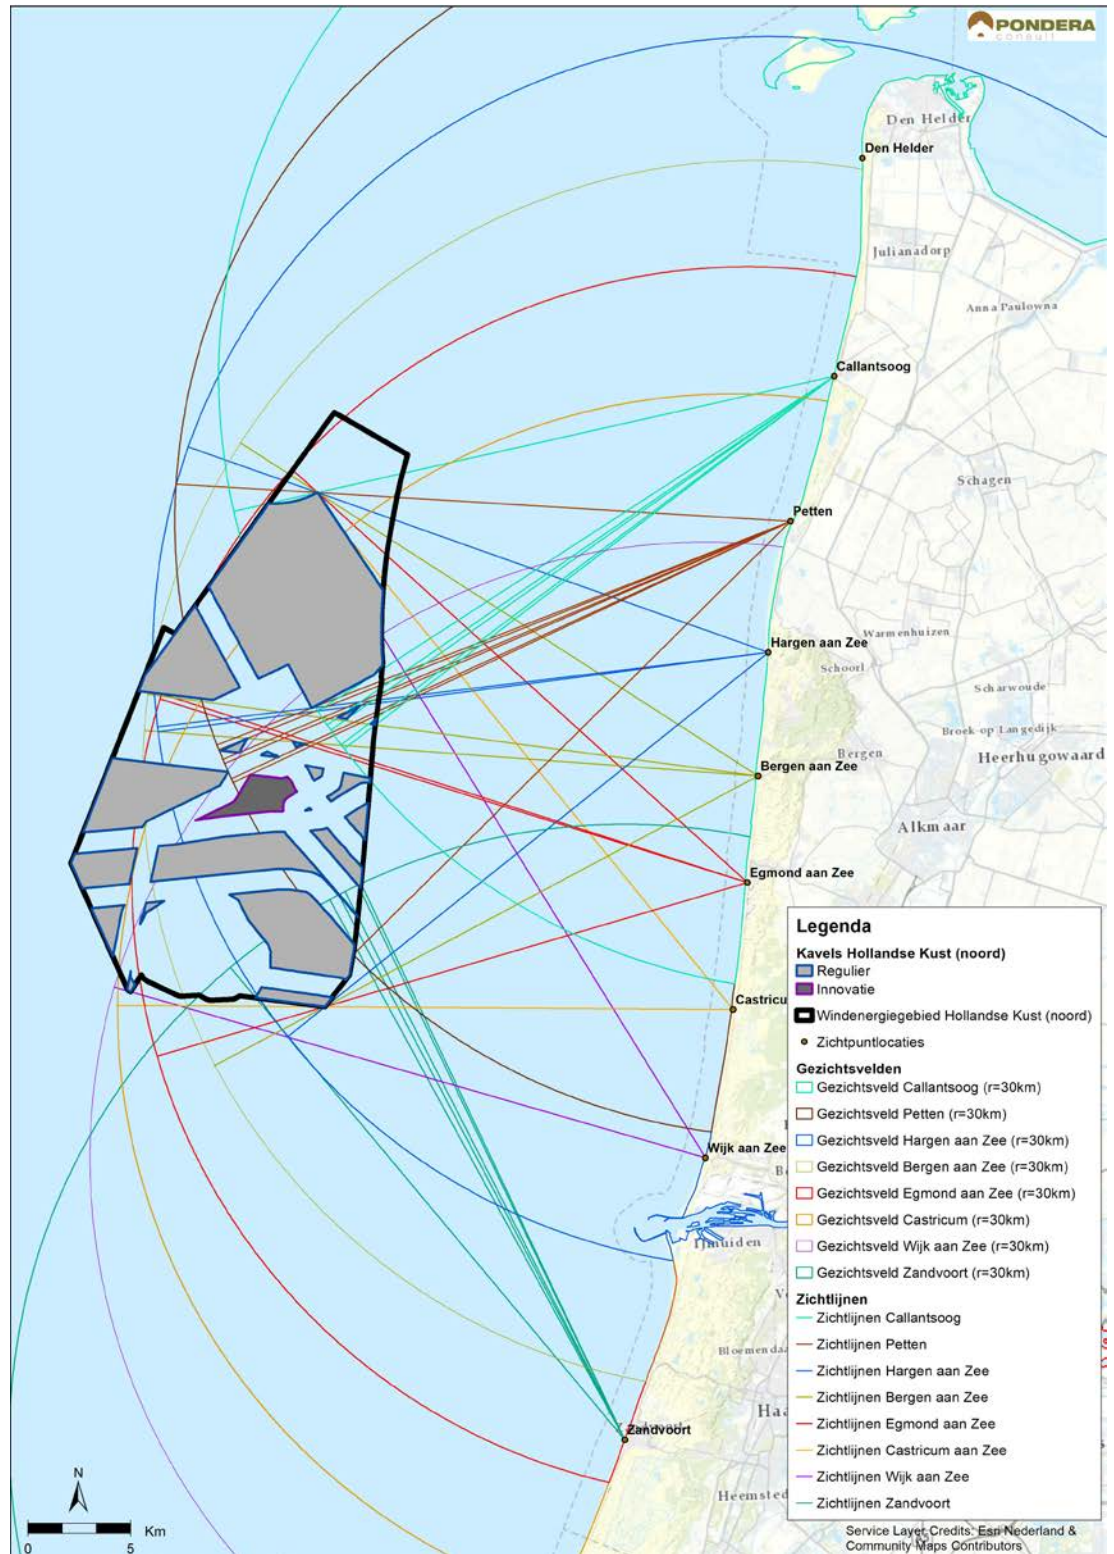 PONDERA
consult
Den Helder
Den Helder
Julianadorp
Anna Paulowna
Callantsoog
Schagen
Petten
Hargen aan Zee
Warmenhuizen
Schoorl
Scharwoude
Broek op Langedijk
Bergen
Heerhugowaard
Bergen aan Zee
Alkmaar
Egmond aan Zee
Castricu
Wijk aan Zee
IJmuiden
Bloemendaa
Haa
Zandvoort
Heemsted
Legenda
Kavels Hollandse Kust (noord)
Regulier
Innovatie
Windenergiegebied Hollandse Kust (noord)
Zichtpuntlocaties
Gezichtsvelden
Gezichtsveld Callantsoog (r=30km)
Gezichtsveld Petten (r=30km)
Gezichtsveld Hargen aan Zee (r=30km)
Gezichtsveld Bergen aan Zee (r=30km)
Gezichtsveld Egmond aan Zee (r=30km)
Gezichtsveld Castricum (r=30km)
Gezichtsveld Wijk aan Zee (r=30km)
Gezichtsveld Zandvoort (r=30km)
Zichtlijnen
Zichtlijnen Callantsoog
Zichtlijnen Petten
Zichtlijnen Hargen aan Zee
Zichtlijnen Bergen aan Zee
Zichtlijnen Egmond aan Zee
Zichtlijnen Castricum aan Zee
Zichtlijnen Wijk aan Zee
Zichtlijnen Zandvoort
N
Km
0 5
Service Layer Credits: Esri Nederland &
Community Maps Contributors